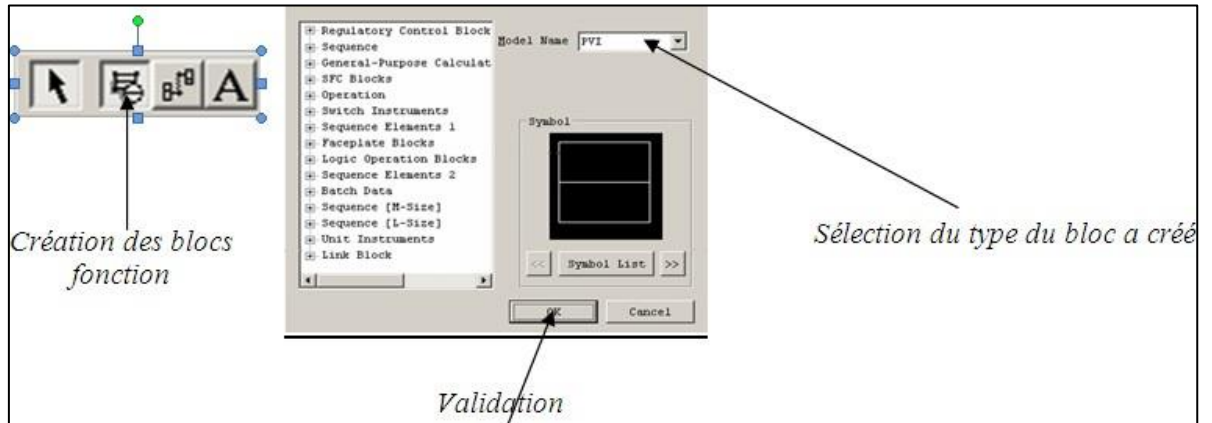 A
Création des blocs
fonction
Regulatory Control Block
Sequence
General-Purpose Calculat
SFC Blocks
Operation
Switch Instruments
Sequence Elements 1
Faceplate Blocks
Logic Operation Blocks
Sequence Elements 2
Batch Data
Sequence [M-Size]
Sequence [L-Size]
Unit Instruments
Link Block
Model Name PVI
Symbol
<< Symbol List >>
OK Cancel
Sélection du type du bloc a créé
Validation